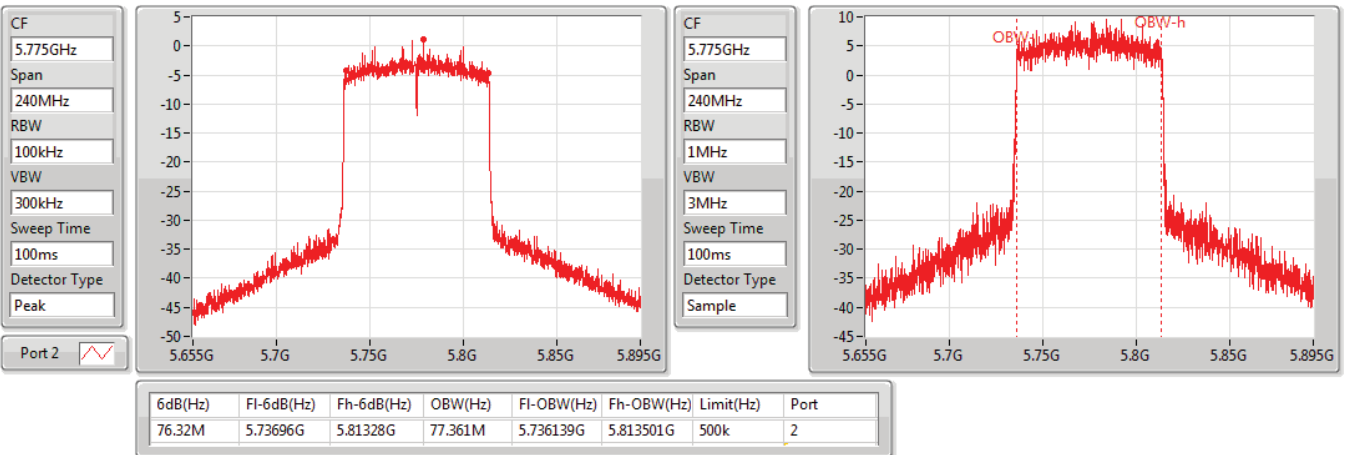 CF
5.775GHz
Span
240MHz
RBW
100kHz
VBW
300kHz
Sweep Time
100ms
Detector Type
Peak
Port 2
5
0
-5
-10
-15
-20
-25
-30
-35
-40
-45
-50
5.655G 5.7G 5.75G 5.8G 5.85G 5.895G
CF
5.775GHz
Span
240MHz
RBW
1MHz
VBW
3MHz
Sweep Time
100ms
Detector Type
Sample
10
5
0
-5
-10
-15
-20
-25
-30
-35
-40
-45
OBW-h
5.655G 5.7G 5.75G 5.8G 5.85G 5.895G
6dB(Hz) Fl-6dB(Hz) Fh-6dB(Hz) OBW(Hz) Fl-OBW(Hz) Fh-OBW(Hz) Limit(Hz) Port
76.32M 5.73696G 5.81328G 77.361M 5.736139G 5.813501G 500k 2